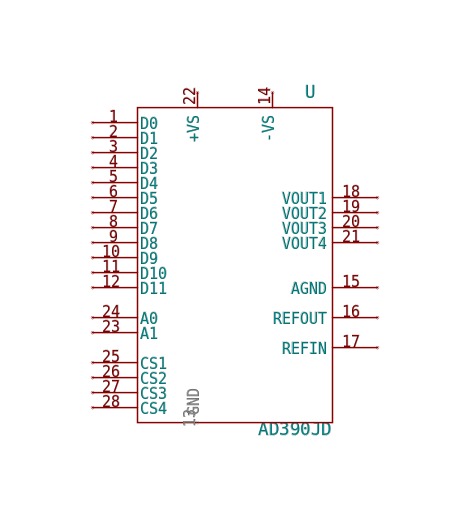 22
14
U
+VS
-VS
1 D0
2 D1
3 D2
4 D3
5 D4
6 D5
7 D6
8 D7
9 D8
10 D9
11 D10
12 D11
24 A0
23 A1
25 CS1
26 CS2
27 CS3
28 CS4
VOUT1 18
VOUT2 19
VOUT3 20
VOUT4 21
AGND 15
REFOUT 16
REFIN 17
13
GND
AD390JD